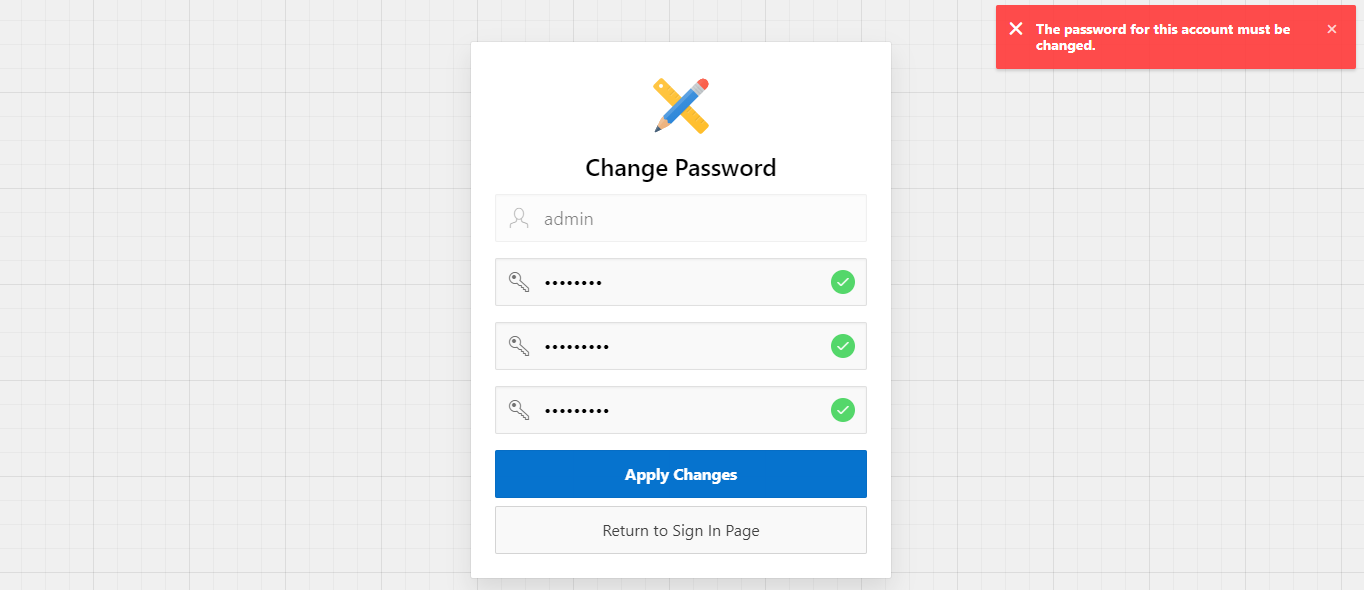 The password for this account must be
changed.
Change Password
admin
••••••••
•••••••••
•••••••••
Apply Changes
Return to Sign In Page